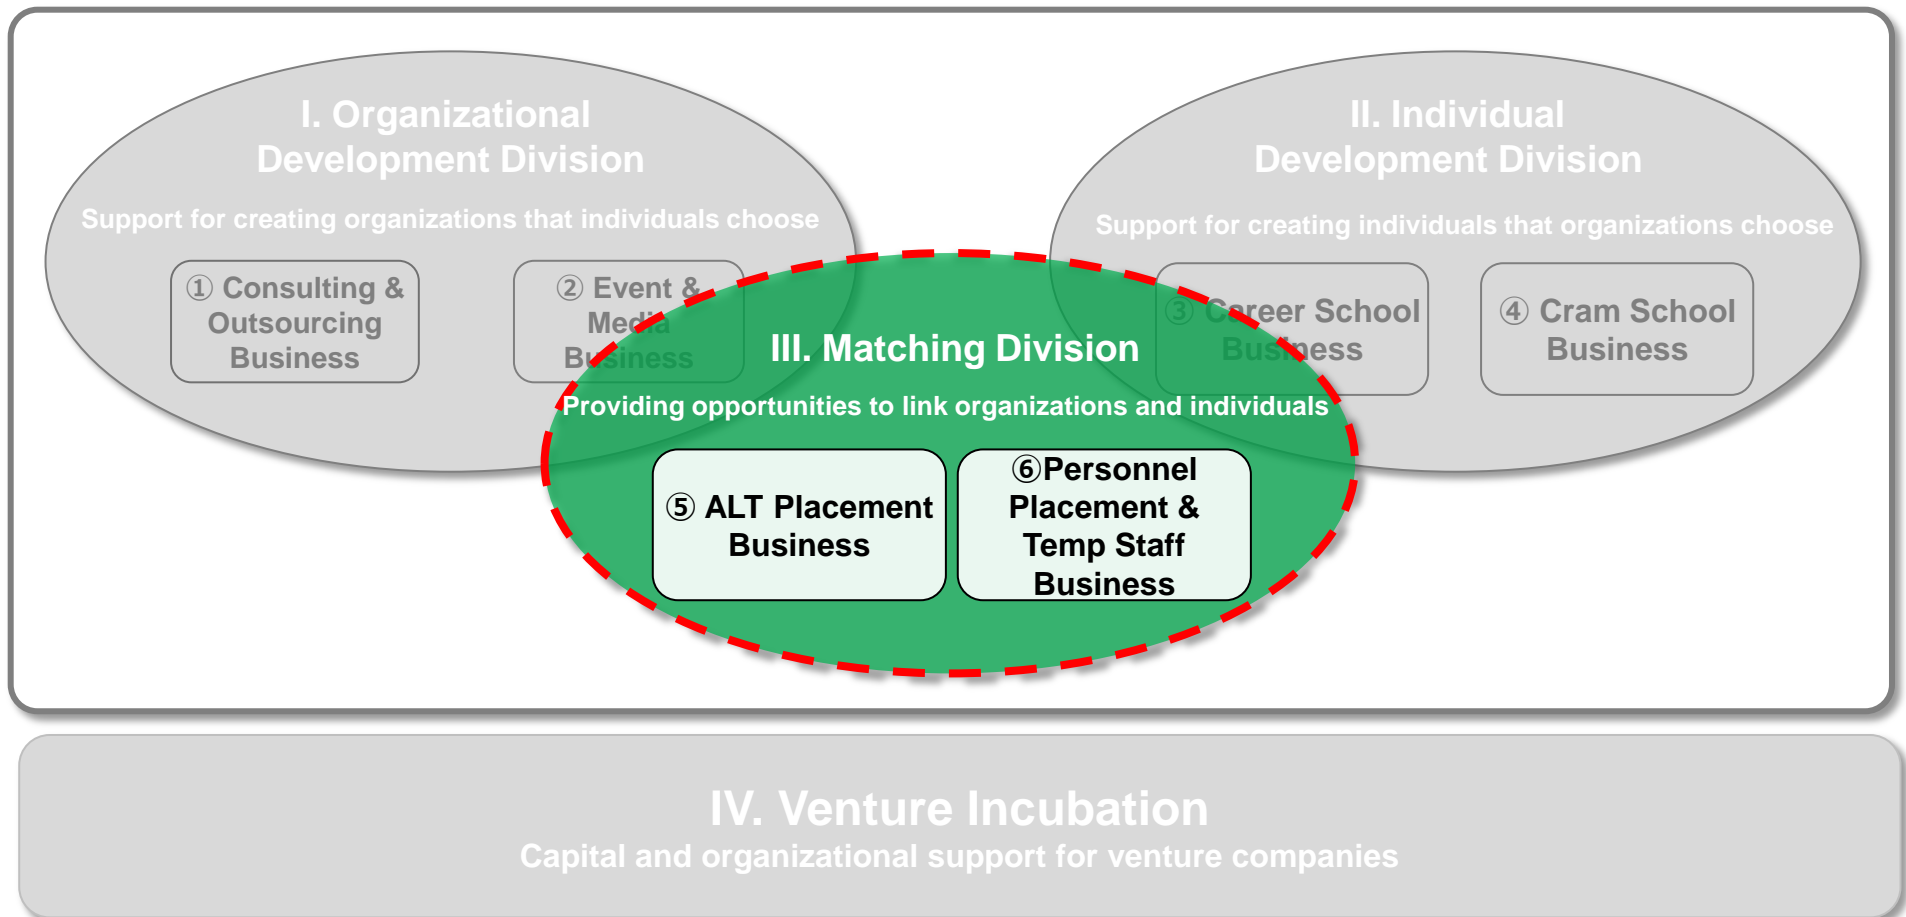 I. Organizational
Development Division
Support for creating organizations that individuals choose
① Consulting &
Outsourcing
Business
② Event &
Media
Business
II. Individual
Development Division
Support for creating individuals that organizations choose
③ Career School
Business
④ Cram School
Business
III. Matching Division
Providing opportunities to link organizations and individuals
⑤ ALT Placement
Business
⑥Personnel
Placement &
Temp Staff
Business
IV. Venture Incubation
Capital and organizational support for venture companies